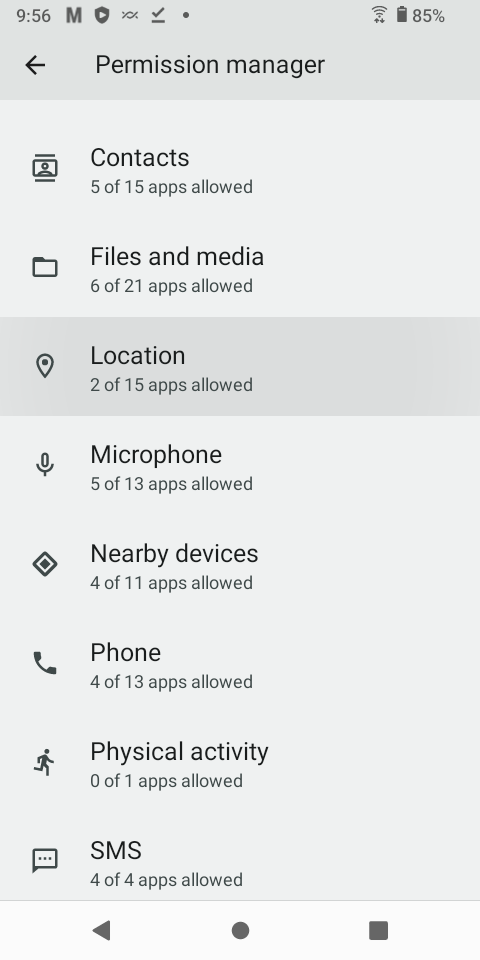 9:56 M 85%
Permission manager
Contacts
5 of 15 apps allowed
Files and media
6 of 21 apps allowed
Location
2 of 15 apps allowed
Microphone
5 of 13 apps allowed
Nearby devices
4 of 11 apps allowed
Phone
4 of 13 apps allowed
Physical activity
0 of 1 apps allowed
SMS
4 of 4 apps allowed